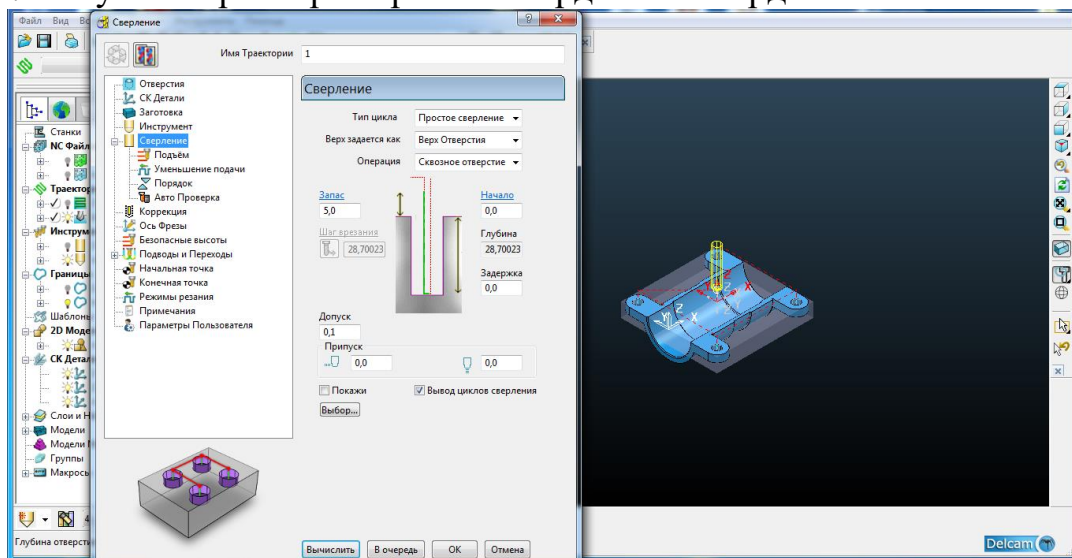 Файл Вид Вс
Сверление
Имя Траектории 1
Отверстия
СК Детали
Заготовка
Инструмент
Сверление
Подъём
Уменьшение подачи
Порядок
Авто Проверка
Коррекция
Ось Фрезы
Безопасные высоты
Подводы и Переходы
Начальная точка
Конечная точка
Режимы резания
Примечания
Параметры Пользователя
Станки
NC Файл
Траектор
Инструм
Границы
Шаблоны
2D Моде
СК Детал
Слои и Н
Модели
Модели
Группы
Макрось
Сверление
Тип цикла Простое сверление
Верх задается как Верх Отверстия
Операция Сквозное отверстие
Запас
5,0
Начало
0,0
Шаг врезания
28,70023
Глубина
28,70023
Задержка
0,0
Допуск
0,1
Припуск
0,0 0,0
Покажи
Вывод циклов сверления
Выбор...
Вычислить В очередь ОК Отмена
Глубина отверсти
X
Z
Y Z X
Delcam